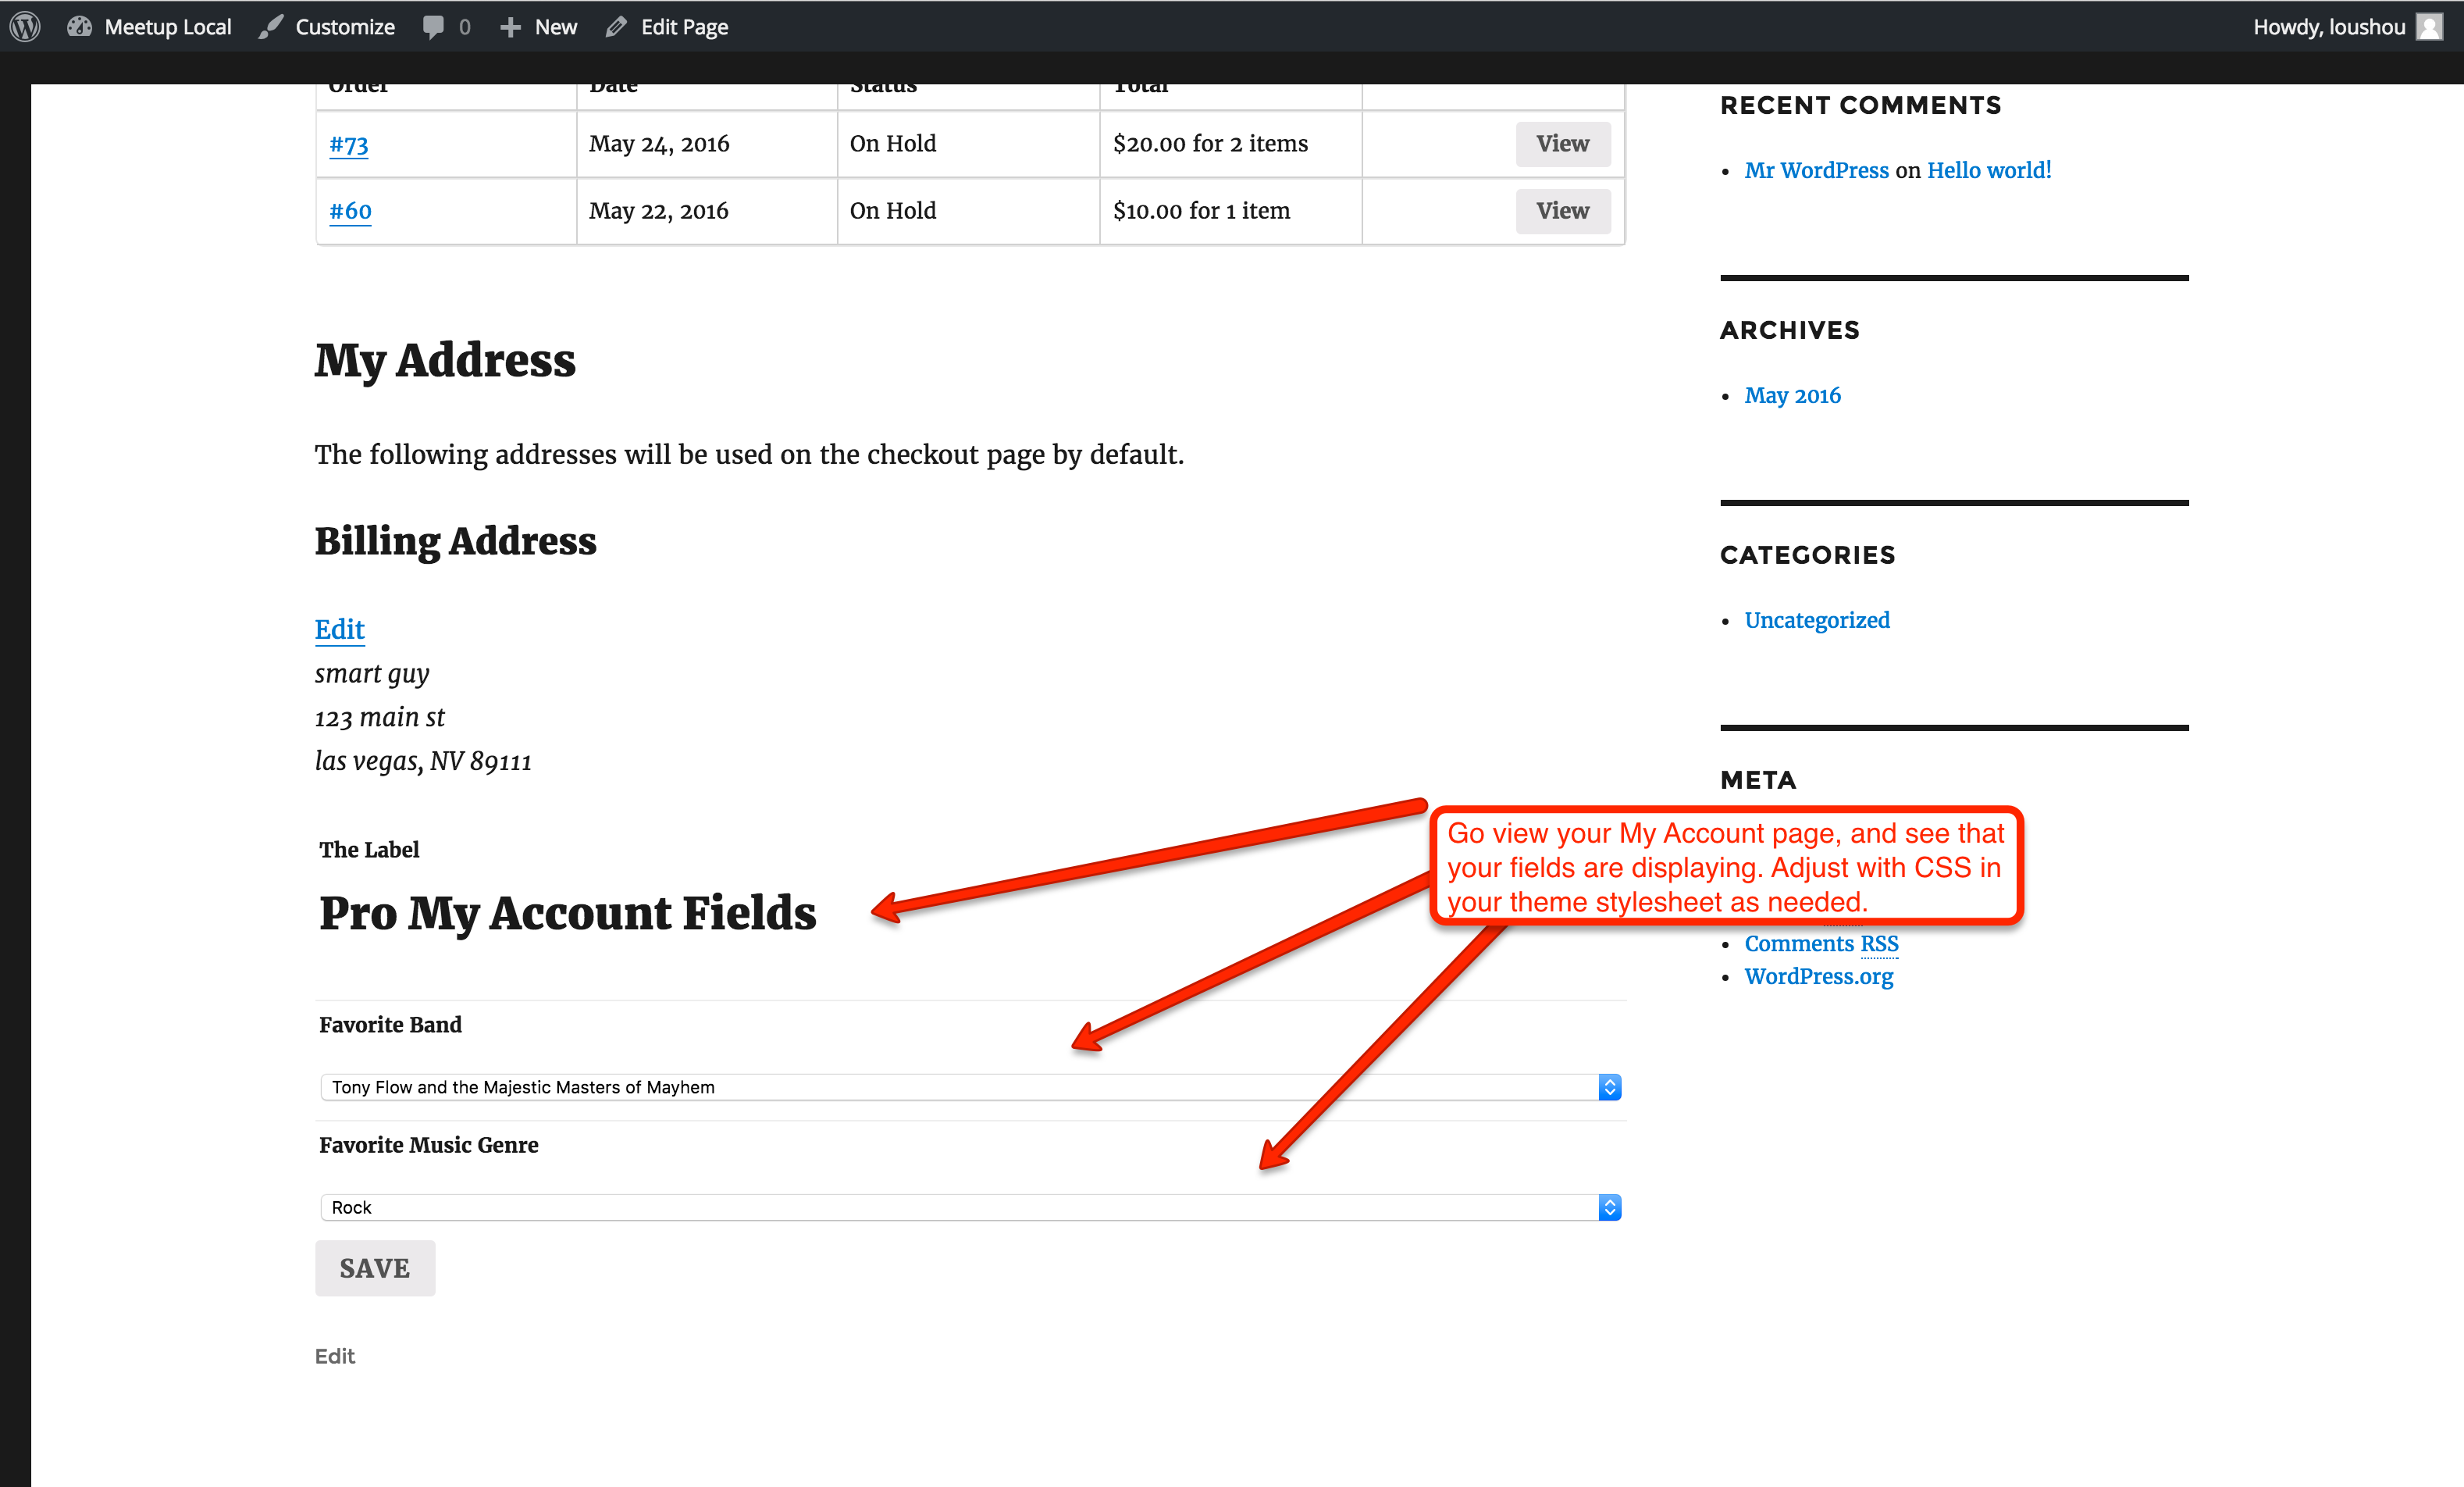 Meetup Local Customize 0 New Edit Page Howdy, loushou
Order Date Status Total
#73 May 24, 2016 On Hold $20.00 for 2 items View
#60 May 22, 2016 On Hold $10.00 for 1 item View
My Address
The following addresses will be used on the checkout page by default.
Billing Address
Edit
smart guy
123 main st
las vegas, NV 89111
The Label
Pro My Account Fields
Favorite Band
Tony Flow and the Majestic Masters of Mayhem
Favorite Music Genre
Rock
SAVE
Edit
RECENT COMMENTS
Mr WordPress on Hello world!
ARCHIVES
May 2016
CATEGORIES
Uncategorized
META
Go view your My Account page, and see that
your fields are displaying. Adjust with CSS in
your theme stylesheet as needed.
Comments RSS
WordPress.org